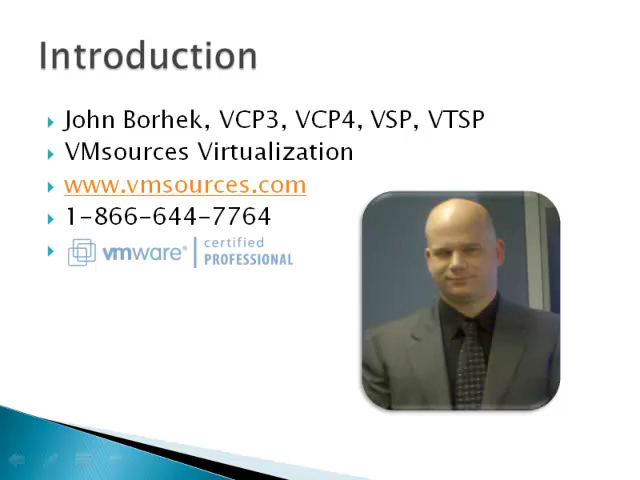 Introduction
John Borhek, VCP3, VCP4, VSP, VTSP
VMsources Virtualization
www.vmsources.com
1-866-644-7764
vmware® certified PROFESSIONAL